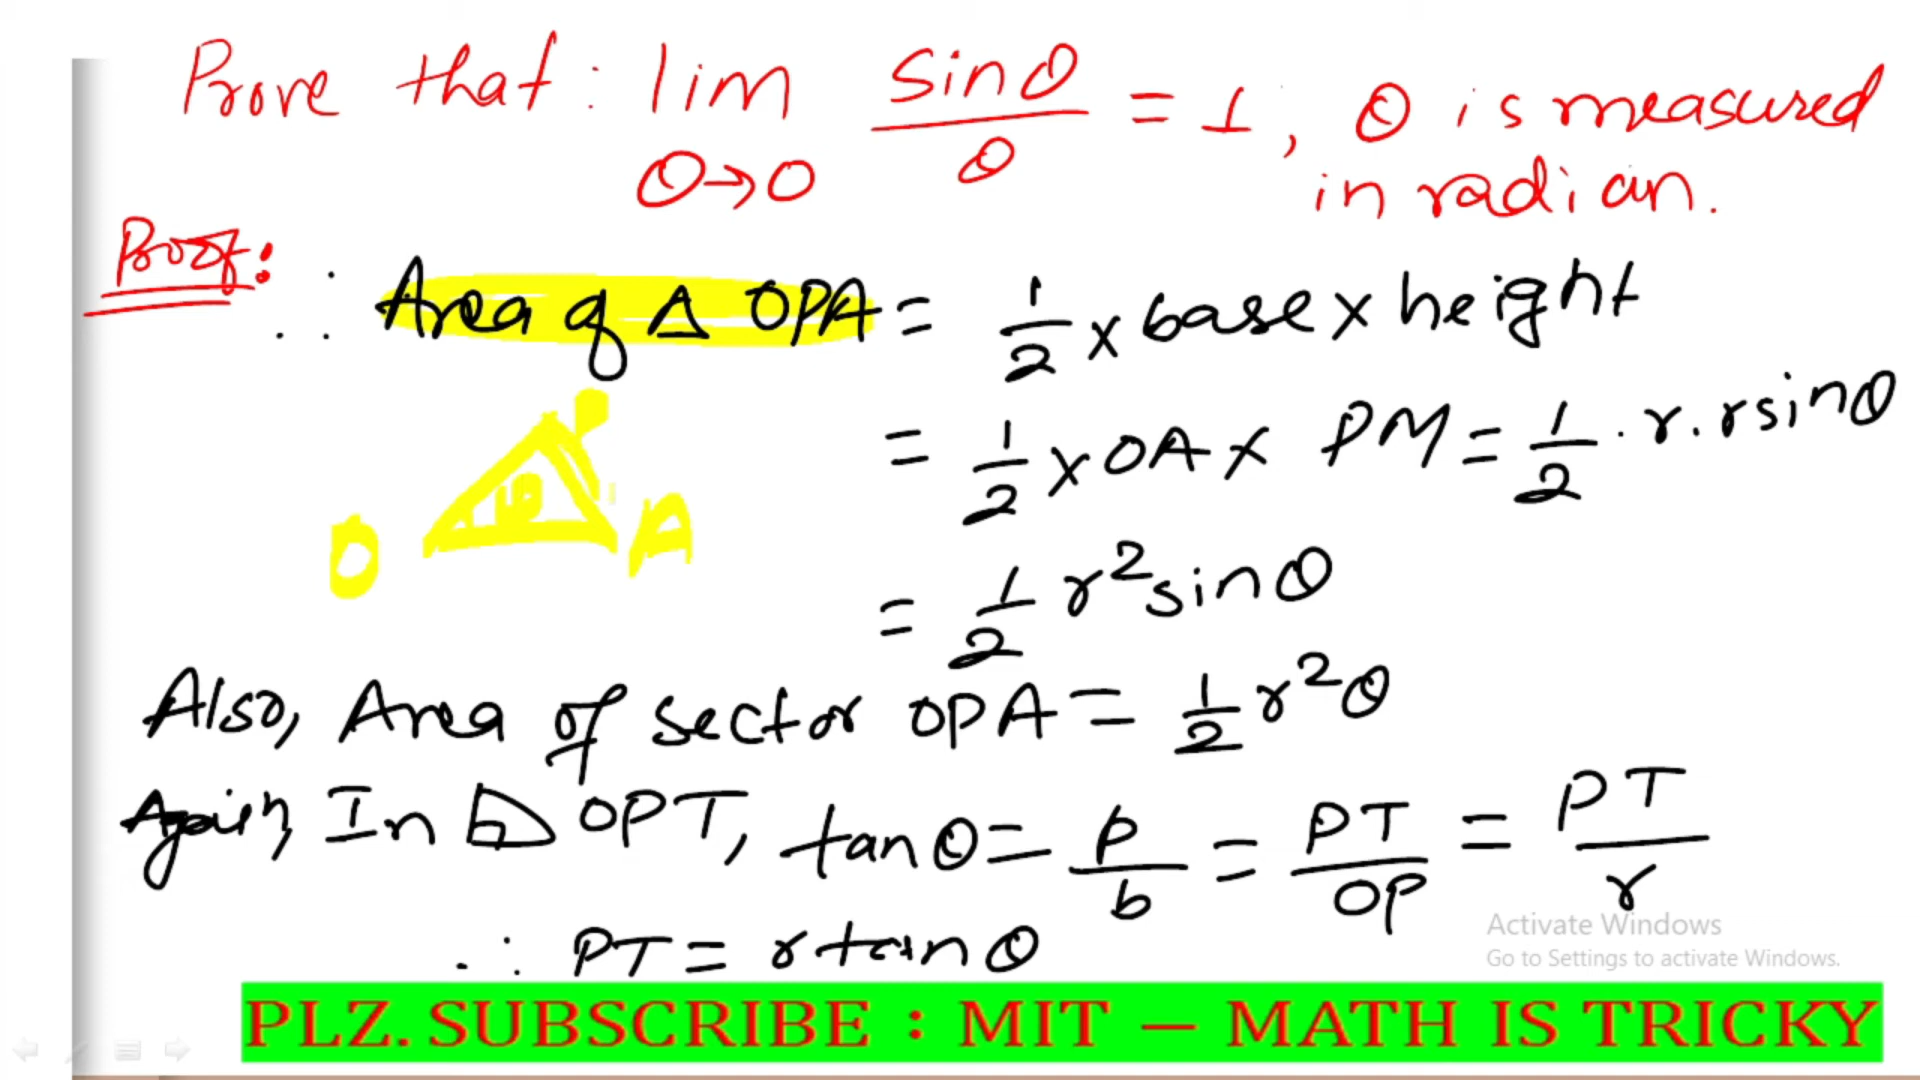 Prove that: lim sinθ/θ = 1, θ is measured
θ→0 in radian.
Proof:
∴ Area of Δ OPA = 1/2 × base × height
= 1/2 × OA × PM = 1/2 · r. rsinθ
O A
= 1/2 r²sinθ
Also, Area of sector OPA = 1/2 r²θ
Again, In ⊾ OPT, tanθ = p/b = PT/OP = PT/r
∴ PT = r tanθ
Activate Windows
Go to Settings to activate Windows.
PLZ. SUBSCRIBE : MIT – MATH IS TRICKY